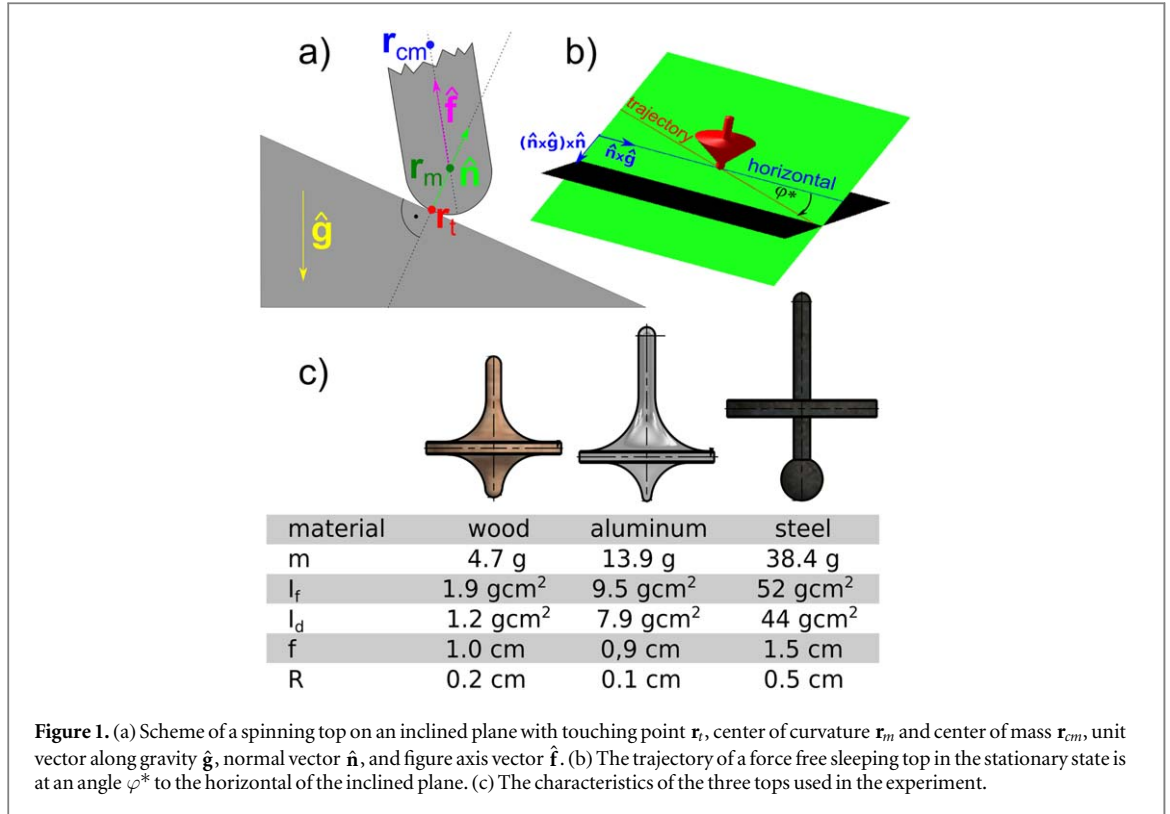 a)
r_cm
f̂
r_m
n̂
r_t
ĝ
b)
trajectory
(n̂xĝ)xn̂
n̂xĝ
horizontal
φ*
c)
material wood aluminum steel
m 4.7 g 13.9 g 38.4 g
I_f 1.9 gcm² 9.5 gcm² 52 gcm²
I_d 1.2 gcm² 7.9 gcm² 44 gcm²
f 1.0 cm 0,9 cm 1.5 cm
R 0.2 cm 0.1 cm 0.5 cm
Figure 1. (a) Scheme of a spinning top on an inclined plane with touching point r_t, center of curvature r_m and center of mass r_cm, unit
vector along gravity ĝ, normal vector n̂, and figure axis vector f̂. (b) The trajectory of a force free sleeping top in the stationary state is
at an angle φ* to the horizontal of the inclined plane. (c) The characteristics of the three tops used in the experiment.